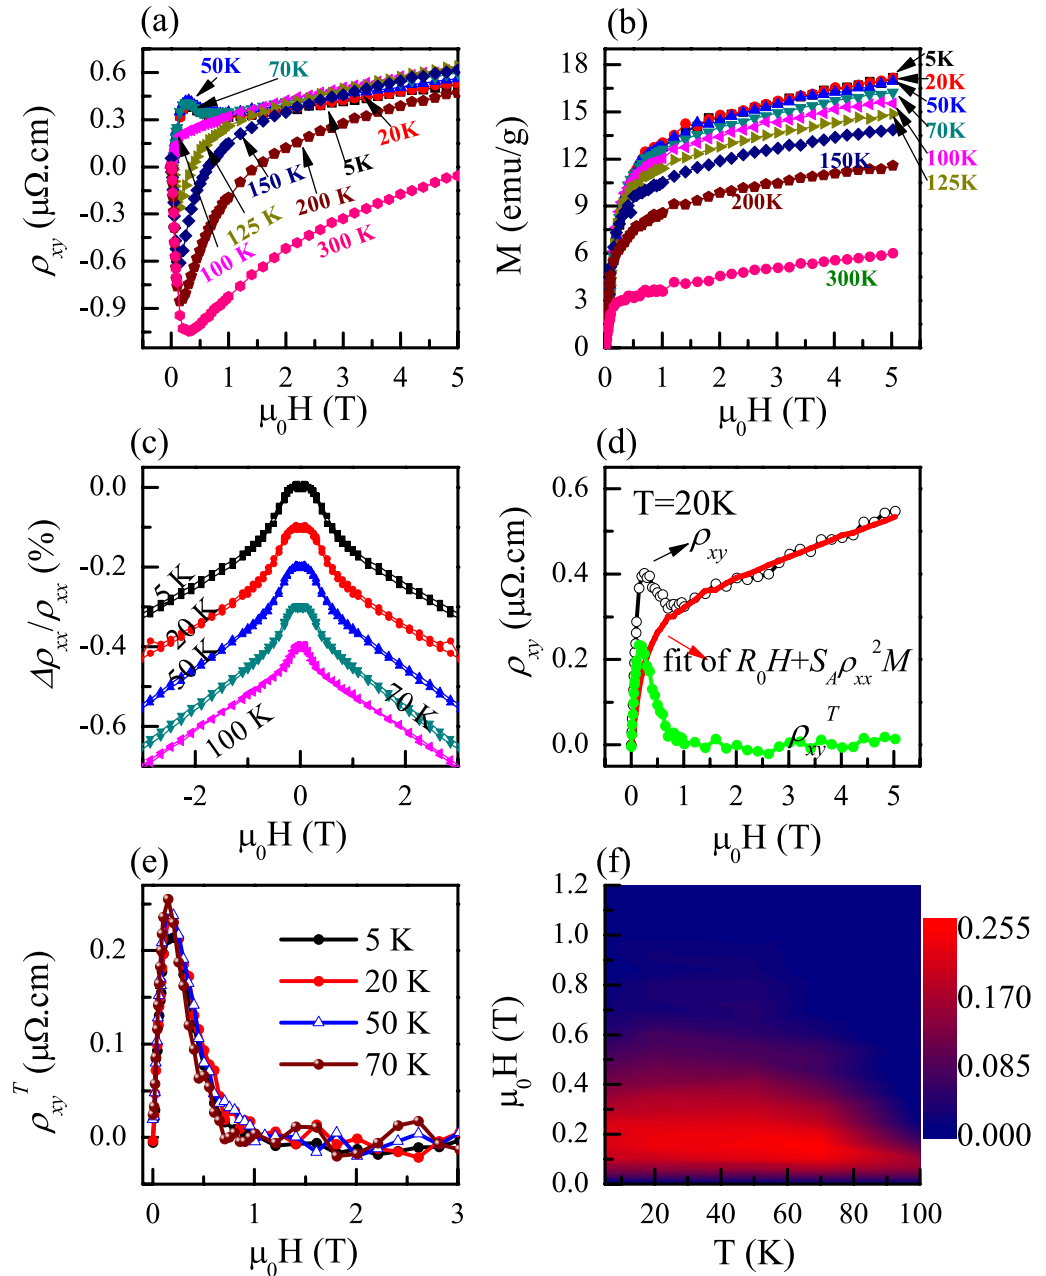 (a)
50K
70K
20K
5K
200 K
150 K
125 K
100 K
300 K
0.6
0.3
0.0
-0.3
-0.6
-0.9
ρxy (μΩ.cm)
0 1 2 3 4 5
μ0H (T)
(b)
5K
20K
50K
70K
100K
125K
150K
200K
300K
18
15
12
9
6
3
0
M (emu/g)
0 1 2 3 4 5
μ0H (T)
(c)
5 K
20 K
50 K
70 K
100 K
0.0
-0.2
-0.4
-0.6
Δρxx/ρxx (%)
-2 0 2
μ0H (T)
(d)
T=20K
ρxy
fit of R0H+SAρxx²M
ρxy^T
0.6
0.4
0.2
0.0
ρxy (μΩ.cm)
0 1 2 3 4 5
μ0H (T)
(e)
5 K
20 K
50 K
70 K
0.2
0.1
0.0
ρxy^T (μΩ.cm)
0 1 2 3
μ0H (T)
(f)
1.2
1.0
0.8
0.6
0.4
0.2
0.0
μ0H (T)
20 40 60 80 100
T (K)
0.255
0.170
0.085
0.000